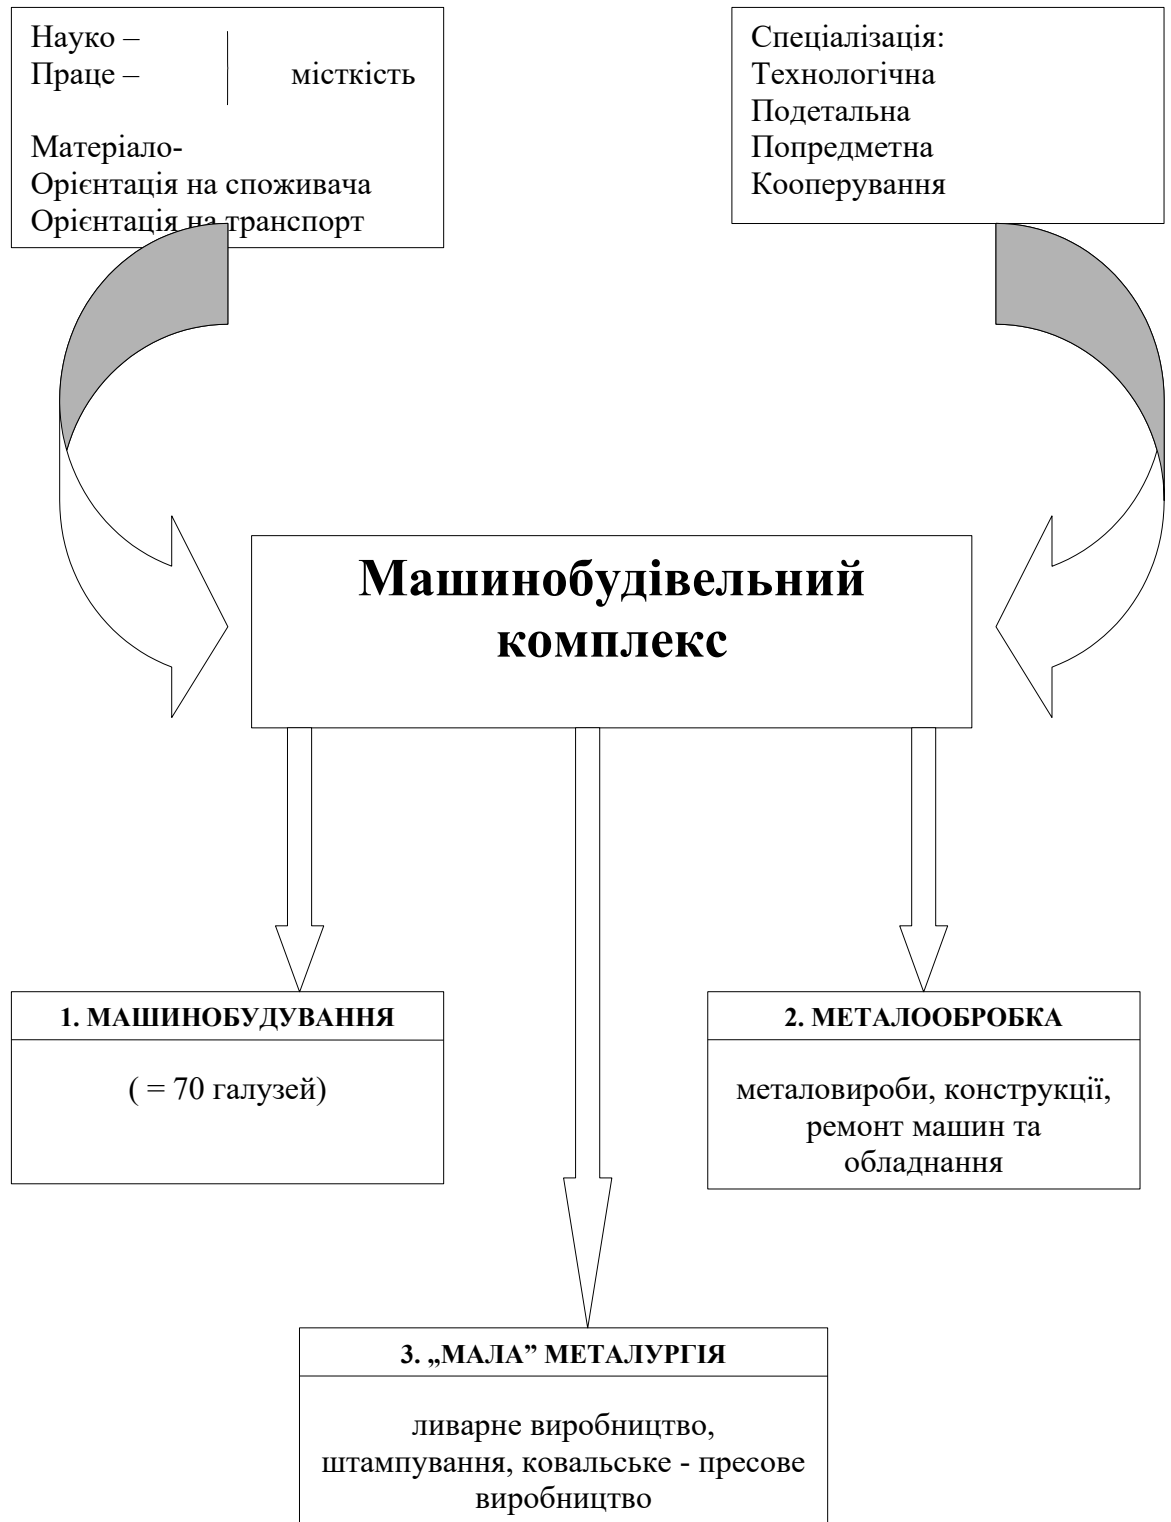 Науко –
Праце – місткість
Матеріало-
Орієнтація на споживача
Орієнтація на транспорт
Спеціалізація:
Технологічна
Подетальна
Попредметна
Кооперування
Машинобудівельний
комплекс
1. МАШИНОБУДУВАННЯ
( = 70 галузей)
2. МЕТАЛООБРОБКА
металовироби, конструкції,
ремонт машин та
обладнання
3. „МАЛА” МЕТАЛУРГІЯ
ливарне виробництво,
штампування, ковальське - пресове
виробництво